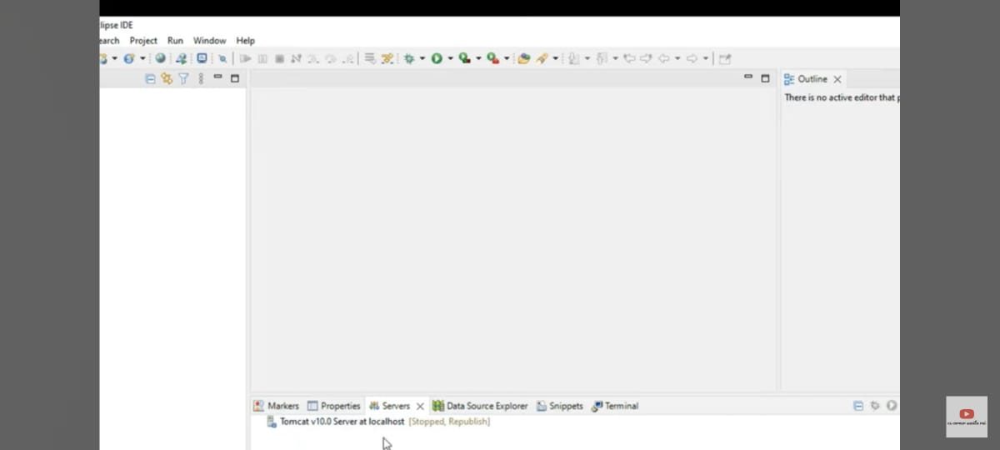 lipse IDE
earch Project Run Window Help
Outline
There is no active editor that p
Markers Properties Servers Data Source Explorer Snippets Terminal
Tomcat v10.0 Server at localhost [Stopped, Republish]